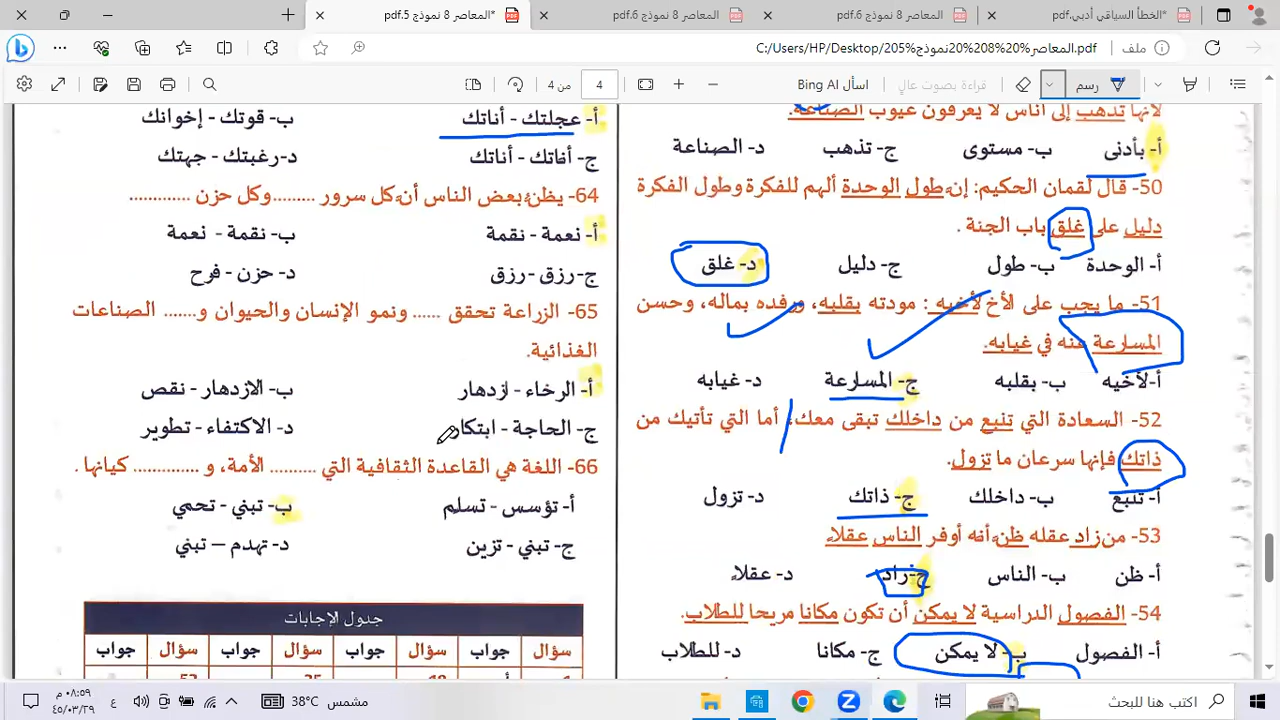 المعاصر 8 نموذج 5.pdf*
المعاصر 8 نموذج 6.pdf
المعاصر 8 نموذج 6.pdf
الخطأ السياقي أدبي.pdf*
ملف
C:/Users/HP/Desktop/المعاصر%208%20نموذج%205.pdf
رسم
اسأل Bing AI
قراءة بصوت عالٍ
4
من 4
لأنها تذهب إلى أناس لا يعرفون عيوب الصناعة.
أ- بأدنى ب- مستوى ج- تذهب د- الصناعة
50- قال لقمان الحكيم: إن طول الوحدة ألهم للفكرة وطول الفكرة
دليل على غلق باب الجنة .
أ- الوحدة ب- طول ج- دليل د- غلق
51- ما يجب على الأخ لأخيه : مودته بقلبه، ورفده بماله، وحسن
المسارعة عنه في غيابه.
أ-لأخيه ب- بقلبه ج- المسارعة د- غيابه
52- السعادة التي تنبع من داخلك تبقى معك، أما التي تأتيك من
ذاتك فإنها سرعان ما تزول.
أ- تنبع ب- داخلك ج- ذاتك د- تزول
53- من زاد عقله ظن أنه أوفر الناس عقلاً.
أ- ظن ب- الناس ج-زاد د- عقلاً
54- الفصول الدراسية لا يمكن أن تكون مكانا مريحا للطلاب.
أ- الفصول ب- لا يمكن ج- مكانا د- للطلاب
أ- عجلتك - أناتك ب- قوتك - إخوانك
ج- أفاتك - أناتك د- رغبتك - جهتك
64- يظن بعض الناس أن كل سرور .........وكل حزن .............
أ- نعمة - نقمة ب- نقمة - نعمة
ج- رزق - رزق د- حزن - فرح
65- الزراعة تحقق ...... ونمو الإنسان والحيوان و....... الصناعات
الغذائية.
أ- الرخاء - ازدهار ب- الازدهار - نقص
ج- الحاجة - ابتكار د- الاكتفاء - تطوير
66- اللغة هي القاعدة الثقافية التي .......... الأمة، و .............. كيانها .
أ- تؤسس - تسلم ب- تبني - تحمي
ج- تبني - تزين د- تهدم – تبني
جدول الإجابات
سؤال جواب سؤال جواب سؤال جواب سؤال جواب
اكتب هنا للبحث
38° مشمس
٠٨:٥٩ م